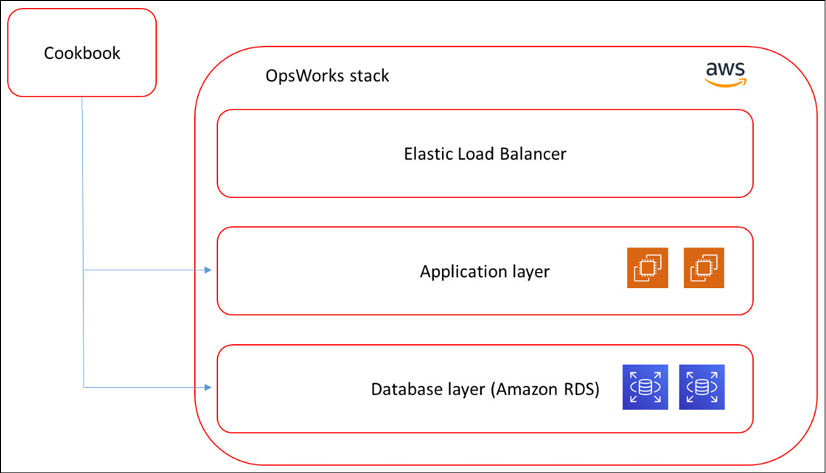 Cookbook
OpsWorks stack
aws
Elastic Load Balancer
Application layer
Database layer (Amazon RDS)